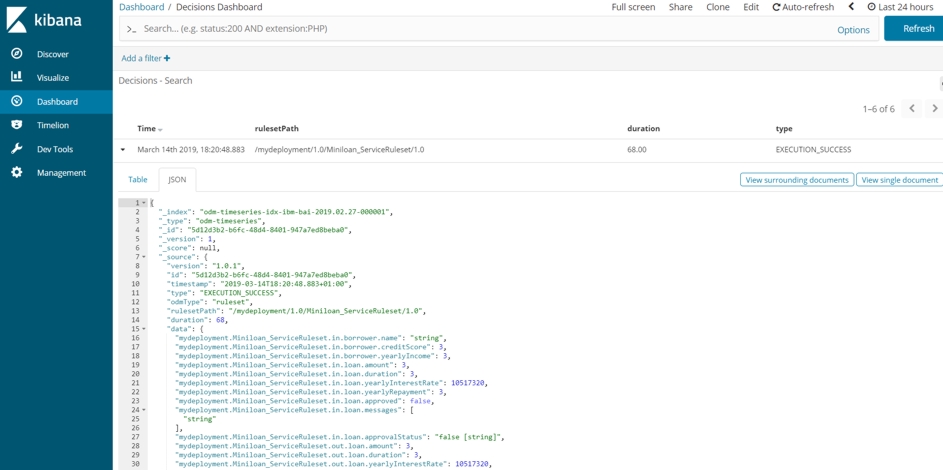 kibana
Discover
Visualize
Dashboard
Timelion
Dev Tools
Management
Dashboard / Decisions Dashboard
Full screen Share Clone Edit Auto-refresh Last 24 hours
>_ Search... (e.g. status:200 AND extension:PHP) Options Refresh
Add a filter +
Decisions - Search
1–6 of 6
Time rulesetPath duration type
March 14th 2019, 18:20:48.883 /mydeployment/1.0/Miniloan_ServiceRuleset/1.0 68.00 EXECUTION_SUCCESS
Table JSON View surrounding documents View single document
1 {
2 "_index": "odm-timeseries-idx-ibm-bai-2019.02.27-000001",
3 "_type": "odm-timeseries",
4 "_id": "5d12d3b2-b6fc-48d4-8401-947a7ed8beba0",
5 "_version": 1,
6 "_score": null,
7 "_source": {
8 "version": "1.0.1",
9 "id": "5d12d3b2-b6fc-48d4-8401-947a7ed8beba0",
10 "timestamp": "2019-03-14T18:20:48.883+01:00",
11 "type": "EXECUTION_SUCCESS",
12 "odmType": "ruleset",
13 "rulesetPath": "/mydeployment/1.0/Miniloan_ServiceRuleset/1.0",
14 "duration": 68,
15 "data": {
16 "mydeployment.Miniloan_ServiceRuleset.in.borrower.name": "string",
17 "mydeployment.Miniloan_ServiceRuleset.in.borrower.creditScore": 3,
18 "mydeployment.Miniloan_ServiceRuleset.in.borrower.yearlyIncome": 3,
19 "mydeployment.Miniloan_ServiceRuleset.in.loan.amount": 3,
20 "mydeployment.Miniloan_ServiceRuleset.in.loan.duration": 3,
21 "mydeployment.Miniloan_ServiceRuleset.in.loan.yearlyInterestRate": 10517320,
22 "mydeployment.Miniloan_ServiceRuleset.in.loan.yearlyRepayment": 3,
23 "mydeployment.Miniloan_ServiceRuleset.in.loan.approved": false,
24 "mydeployment.Miniloan_ServiceRuleset.in.loan.messages": [
25 "string"
26 ],
27 "mydeployment.Miniloan_ServiceRuleset.in.loan.approvalStatus": "false [string]",
28 "mydeployment.Miniloan_ServiceRuleset.out.loan.amount": 3,
29 "mydeployment.Miniloan_ServiceRuleset.out.loan.duration": 3,
30 "mydeployment.Miniloan_ServiceRuleset.out.loan.yearlyInterestRate": 10517320,